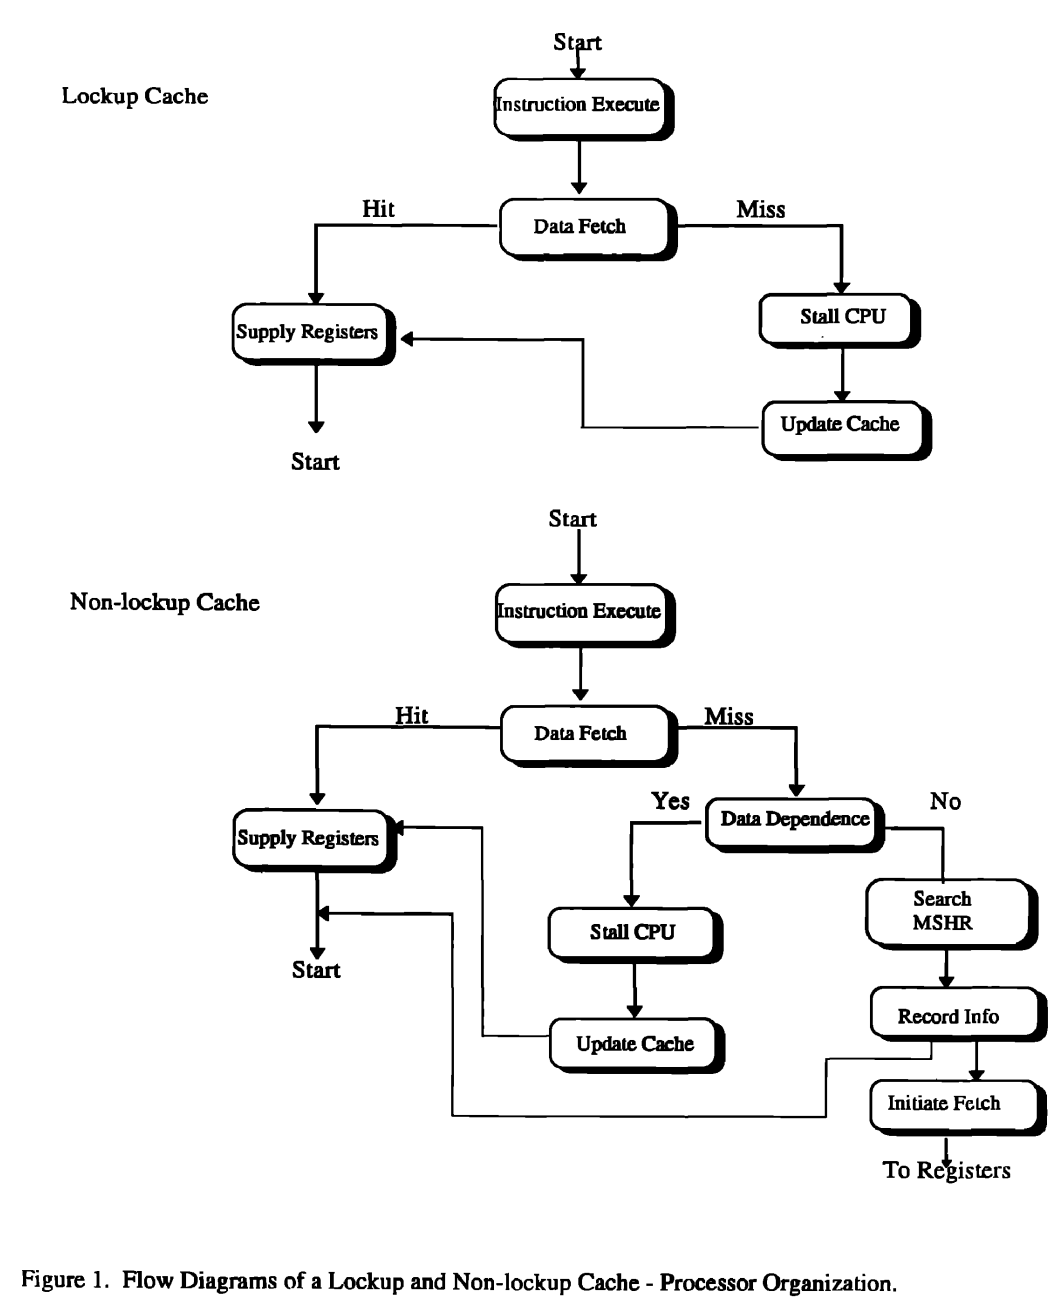 Start
Lockup Cache
Instruction Execute
Hit
Data Fetch
Miss
Supply Registers
Stall CPU
Update Cache
Start
Start
Non-lockup Cache
Instruction Execute
Hit
Data Fetch
Miss
Supply Registers
Yes
Data Dependence
No
Search
MSHR
Stall CPU
Start
Record Info
Update Cache
Initiate Fetch
To Registers
Figure 1. Flow Diagrams of a Lockup and Non-lockup Cache - Processor Organization.